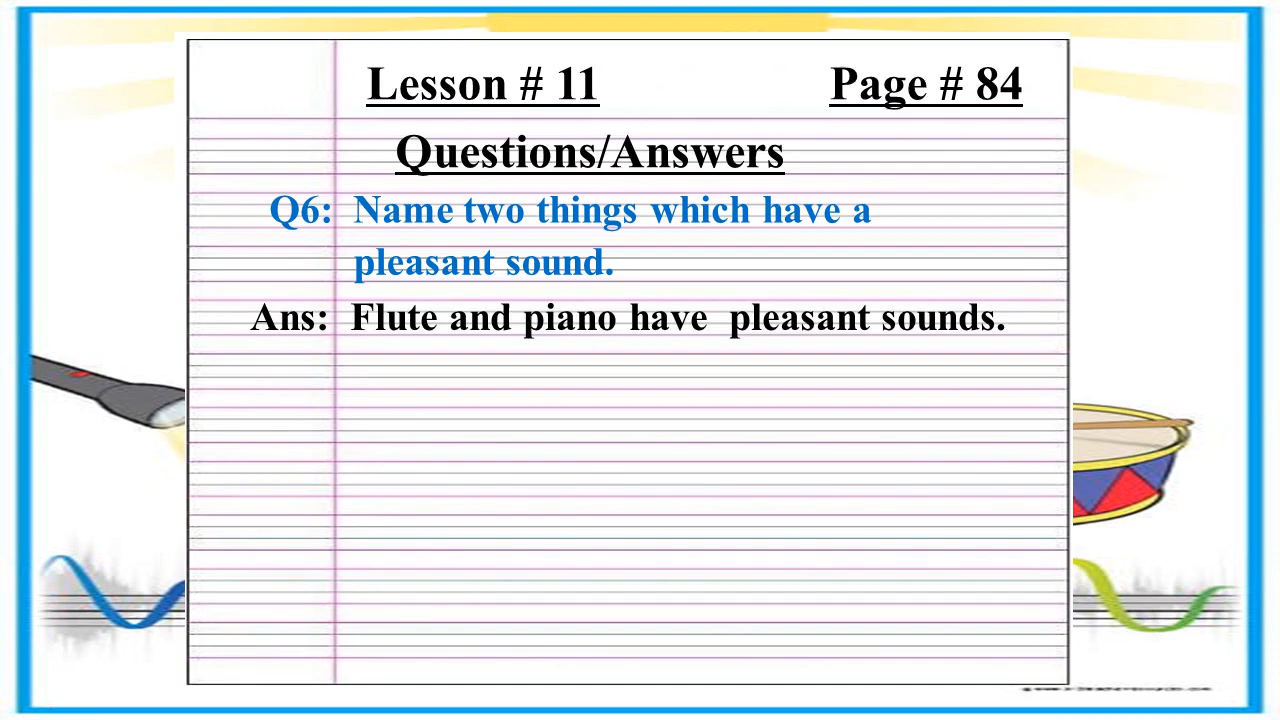 Lesson # 11 Page # 84
Questions/Answers
Q6: Name two things which have a
pleasant sound.
Ans: Flute and piano have pleasant sounds.